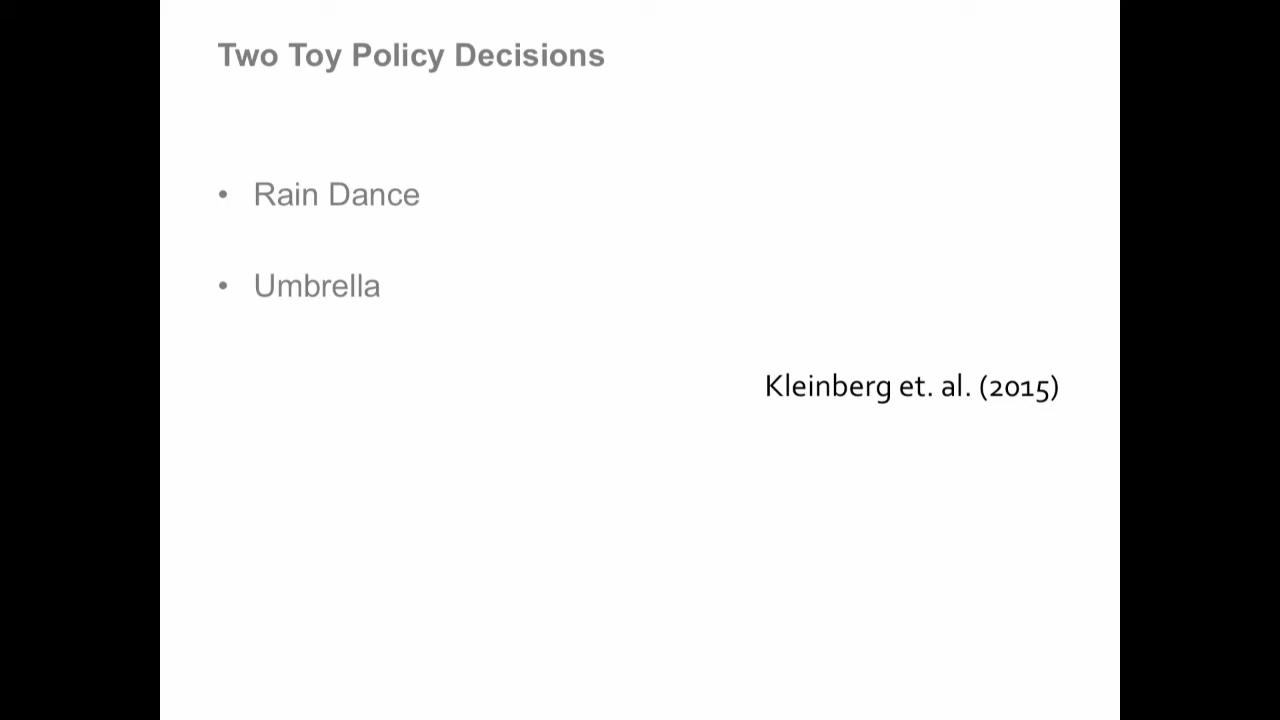 Two Toy Policy Decisions
• Rain Dance
• Umbrella
Kleinberg et. al. (2015)